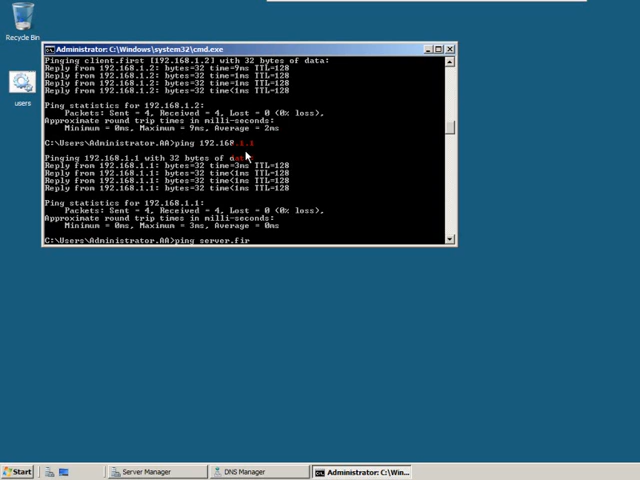 Recycle Bin
users
Administrator: C:\Windows\system32\cmd.exe
Pinging client.first [192.168.1.2] with 32 bytes of data:
Reply from 192.168.1.2: bytes=32 time=9ms TTL=128
Reply from 192.168.1.2: bytes=32 time=1ms TTL=128
Reply from 192.168.1.2: bytes=32 time<1ms TTL=128
Reply from 192.168.1.2: bytes=32 time<1ms TTL=128
Ping statistics for 192.168.1.2:
Packets: Sent = 4, Received = 4, Lost = 0 (0% loss),
Approximate round trip times in milli-seconds:
Minimum = 0ms, Maximum = 9ms, Average = 2ms
C:\Users\Administrator.AA>ping 192.168.1.1
Pinging 192.168.1.1 with 32 bytes of data:
Reply from 192.168.1.1: bytes=32 time=3ms TTL=128
Reply from 192.168.1.1: bytes=32 time<1ms TTL=128
Reply from 192.168.1.1: bytes=32 time<1ms TTL=128
Reply from 192.168.1.1: bytes=32 time<1ms TTL=128
Ping statistics for 192.168.1.1:
Packets: Sent = 4, Received = 4, Lost = 0 (0% loss),
Approximate round trip times in milli-seconds:
Minimum = 0ms, Maximum = 3ms, Average = 0ms
C:\Users\Administrator.AA>ping server.fir
Start
Server Manager
DNS Manager
Administrator: C:\Win...